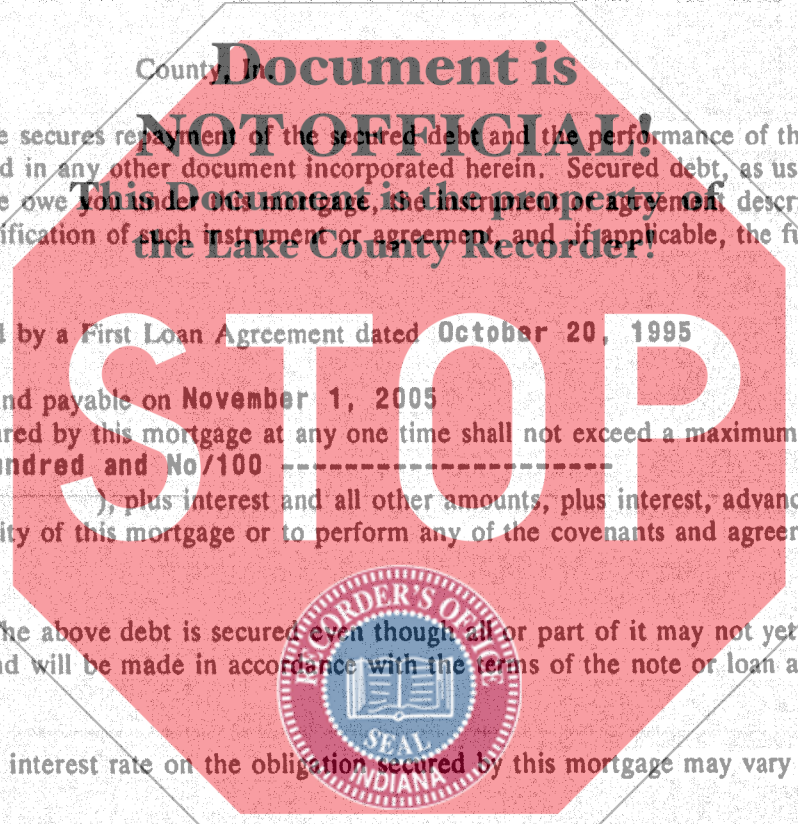 County, In.
Document is
NOT OFFICIAL!
This Document is the property of
the Lake County Recorder!
e secures repayment of the secured debt and the performance of th
d in any other document incorporated herein. Secured debt, as us
e owe you under this mortgage, the instrument or agreement descr
ification of such instrument or agreement, and if applicable, the fu
STOP
by a First Loan Agreement dated October 20, 1995
nd payable on November 1, 2005
red by this mortgage at any one time shall not exceed a maximum
ndred and No/100 ----------------------
), plus interest and all other amounts, plus interest, advanc
ity of this mortgage or to perform any of the covenants and agreer
RECORDER'S OFFICE
SEAL
INDIANA
he above debt is secured even though all or part of it may not yet
nd will be made in accordance with the terms of the note or loan a
interest rate on the obligation secured by this mortgage may vary